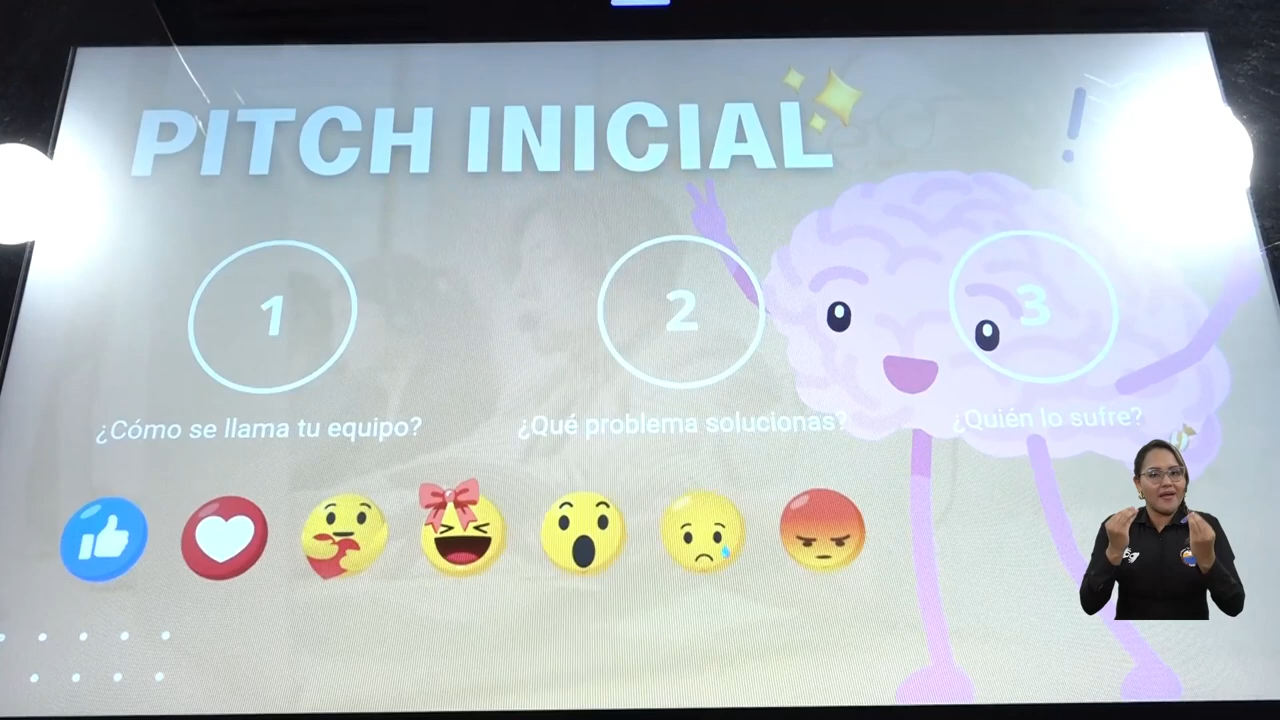 PITCH INICIAL
1
2
3
¿Cómo se llama tu equipo?
¿Qué problema solucionas?
¿Quién lo sufre?